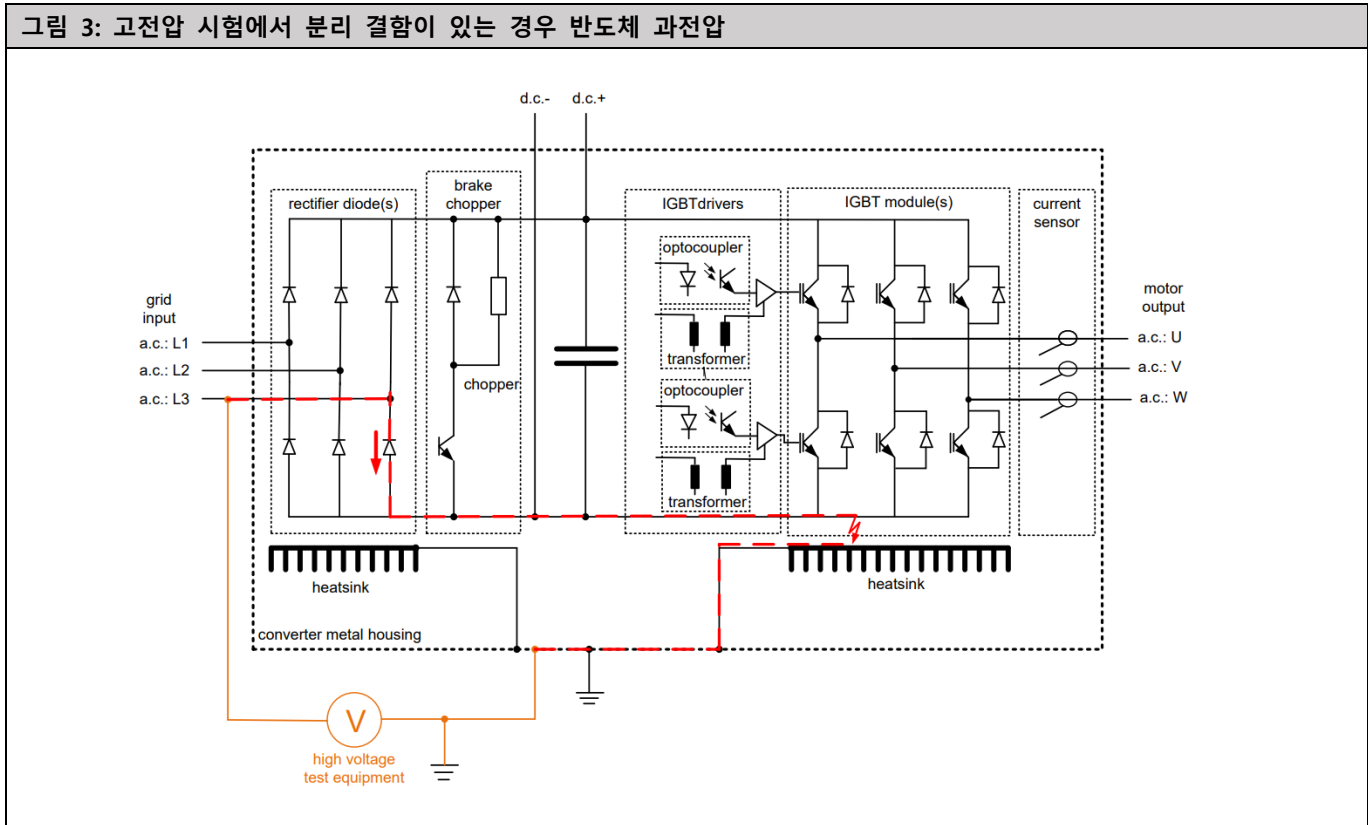 그림 3: 고전압 시험에서 분리 결함이 있는 경우 반도체 과전압
d.c.- d.c.+
rectifier diode(s)
brake
chopper
IGBTdrivers
IGBT module(s)
current
sensor
optocoupler
grid
input
a.c.: L1
a.c.: L2
a.c.: L3
chopper
transformer
optocoupler
transformer
motor
output
a.c.: U
a.c.: V
a.c.: W
heatsink
heatsink
converter metal housing
V
high voltage
test equipment